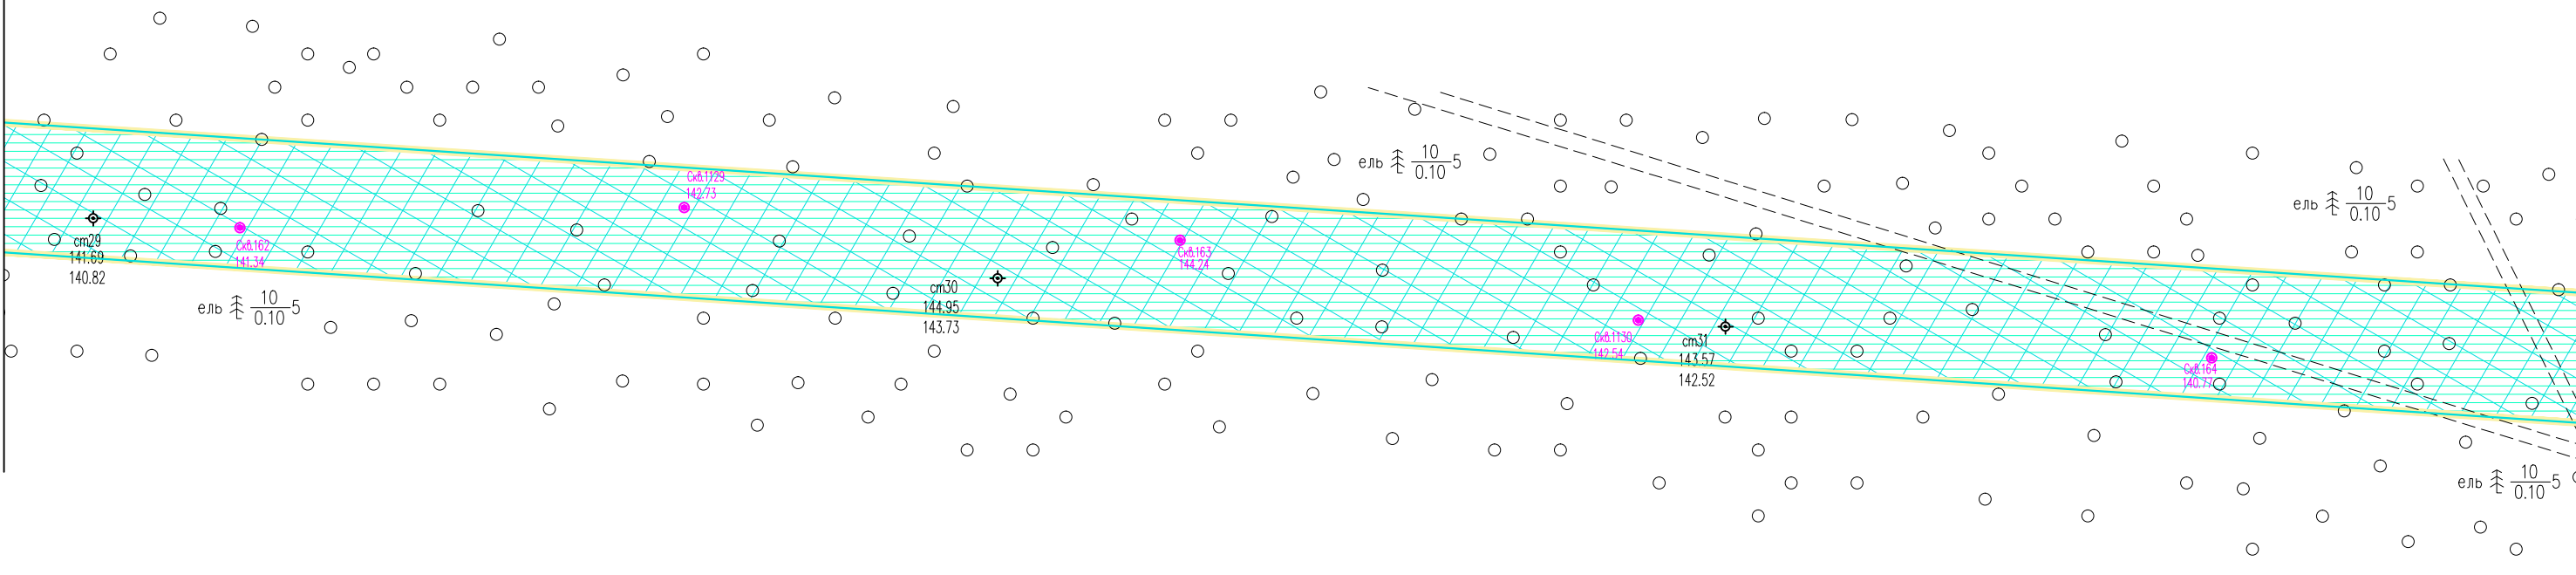 ст29
141.69
140.82
Скв.162
141.34
ель 10
0.10 5
Скв.1129
142.73
ст30
144.95
143.73
Скв.163
144.24
ель 10
0.10 5
Скв.1130
142.54
ст31
143.57
142.52
Скв.164
140.77
ель 10
0.10 5
ель 10
0.10 5